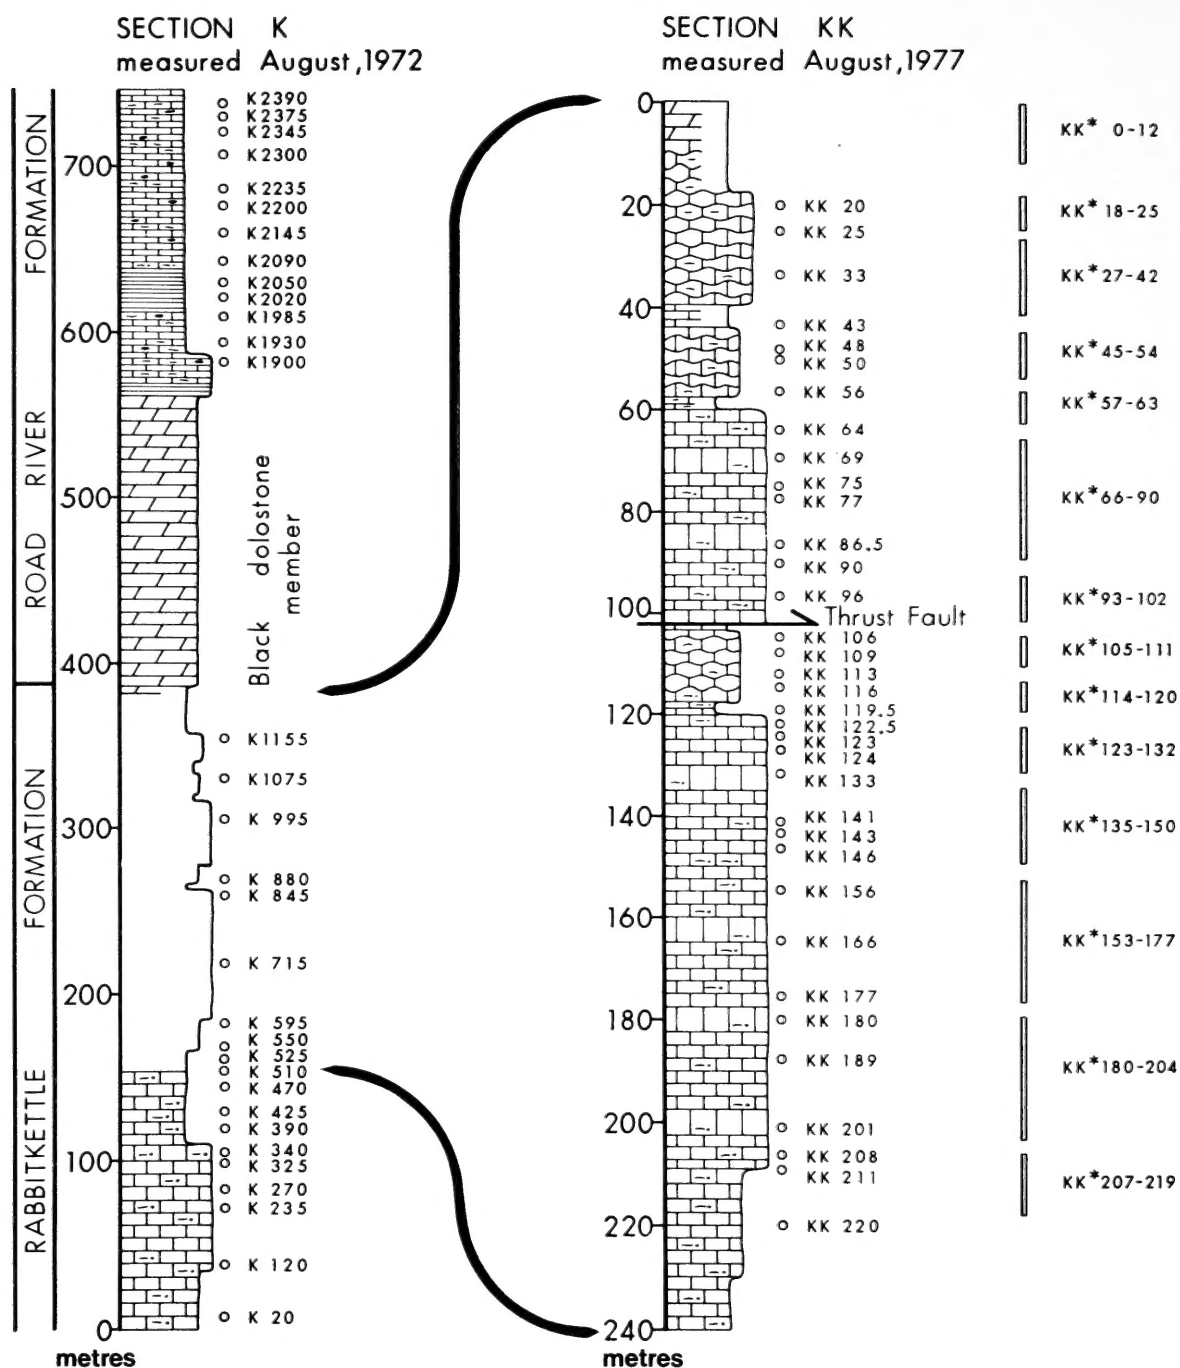 SECTION K
measured August,1972
FORMATION
ROAD RIVER
FORMATION
RABBITKETTLE
700
600
500
400
300
200
100
0
metres
K2390
K2375
K2345
K2300
K2235
K2200
K2145
K2090
K2050
K2020
K1985
K1930
K1900
Black dolostone
member
K1155
K1075
K 995
K 880
K 845
K 715
K 595
K 550
K 525
K 510
K 470
K 425
K 390
K 340
K 325
K 270
K 235
K 120
K 20
SECTION KK
measured August,1977
0
20
40
60
80
100
120
140
160
180
200
220
240
metres
KK 20
KK 25
KK 33
KK 43
KK 48
KK 50
KK 56
KK 64
KK 69
KK 75
KK 77
KK 86.5
KK 90
KK 96
Thrust Fault
KK 106
KK 109
KK 113
KK 116
KK 119.5
KK 122.5
KK 123
KK 124
KK 133
KK 141
KK 143
KK 146
KK 156
KK 166
KK 177
KK 180
KK 189
KK 201
KK 208
KK 211
KK 220
KK* 0-12
KK* 18-25
KK*27-42
KK*45-54
KK*57-63
KK*66-90
KK*93-102
KK*105-111
KK*114-120
KK*123-132
KK*135-150
KK*153-177
KK*180-204
KK*207-219